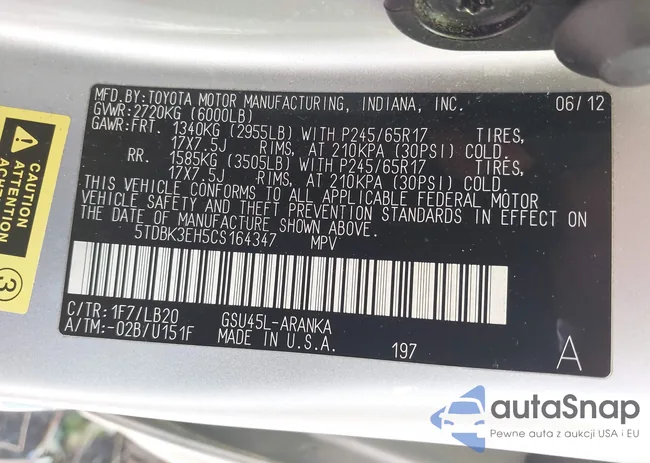 MFD.BY: TOYOTA MOTOR MANUFACTURING, INDIANA, INC. 06/12
GVWR: 2720KG (6000LB)
GAWR: FRT. 1340KG (2955LB) WITH P245/65R17 TIRES,
17X7.5J RIMS, AT 210KPA (30PSI) COLD.
RR. 1585KG (3505LB) WITH P245/65R17 TIRES,
17X7.5J RIMS, AT 210KPA (30PSI) COLD.
THIS VEHICLE CONFORMS TO ALL APPLICABLE FEDERAL MOTOR
VEHICLE SAFETY AND THEFT PREVENTION STANDARDS IN EFFECT ON
THE DATE OF MANUFACTURE SHOWN ABOVE.
5TDBK3EH5CS164347 MPV
C/TR: 1F7/LB20 GSU45L-ARANKA
A/TM:-02B/U151F MADE IN U.S.A. 197 A
CAUTION
ACHTUNG
ATTENTION
3
autaSnap
Pewne auta z aukcji USA i EU